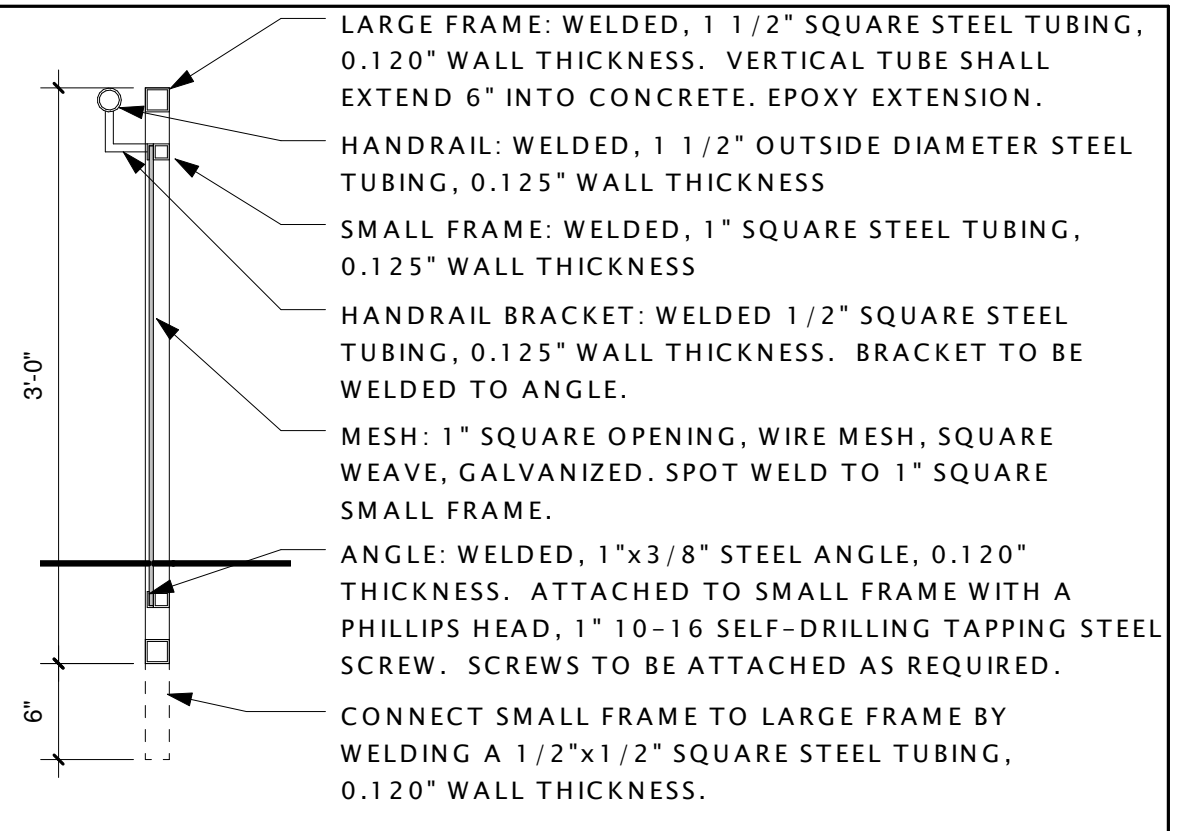 LARGE FRAME: WELDED, 1 1/2" SQUARE STEEL TUBING,
0.120" WALL THICKNESS. VERTICAL TUBE SHALL
EXTEND 6" INTO CONCRETE. EPOXY EXTENSION.
HANDRAIL: WELDED, 1 1/2" OUTSIDE DIAMETER STEEL
TUBING, 0.125" WALL THICKNESS
SMALL FRAME: WELDED, 1" SQUARE STEEL TUBING,
0.125" WALL THICKNESS
HANDRAIL BRACKET: WELDED 1/2" SQUARE STEEL
TUBING, 0.125" WALL THICKNESS. BRACKET TO BE
WELDED TO ANGLE.
3'-0"
MESH: 1" SQUARE OPENING, WIRE MESH, SQUARE
WEAVE, GALVANIZED. SPOT WELD TO 1" SQUARE
SMALL FRAME.
ANGLE: WELDED, 1"x3/8" STEEL ANGLE, 0.120"
THICKNESS. ATTACHED TO SMALL FRAME WITH A
PHILLIPS HEAD, 1" 10-16 SELF-DRILLING TAPPING STEEL
SCREW. SCREWS TO BE ATTACHED AS REQUIRED.
6"
CONNECT SMALL FRAME TO LARGE FRAME BY
WELDING A 1/2"x1/2" SQUARE STEEL TUBING,
0.120" WALL THICKNESS.